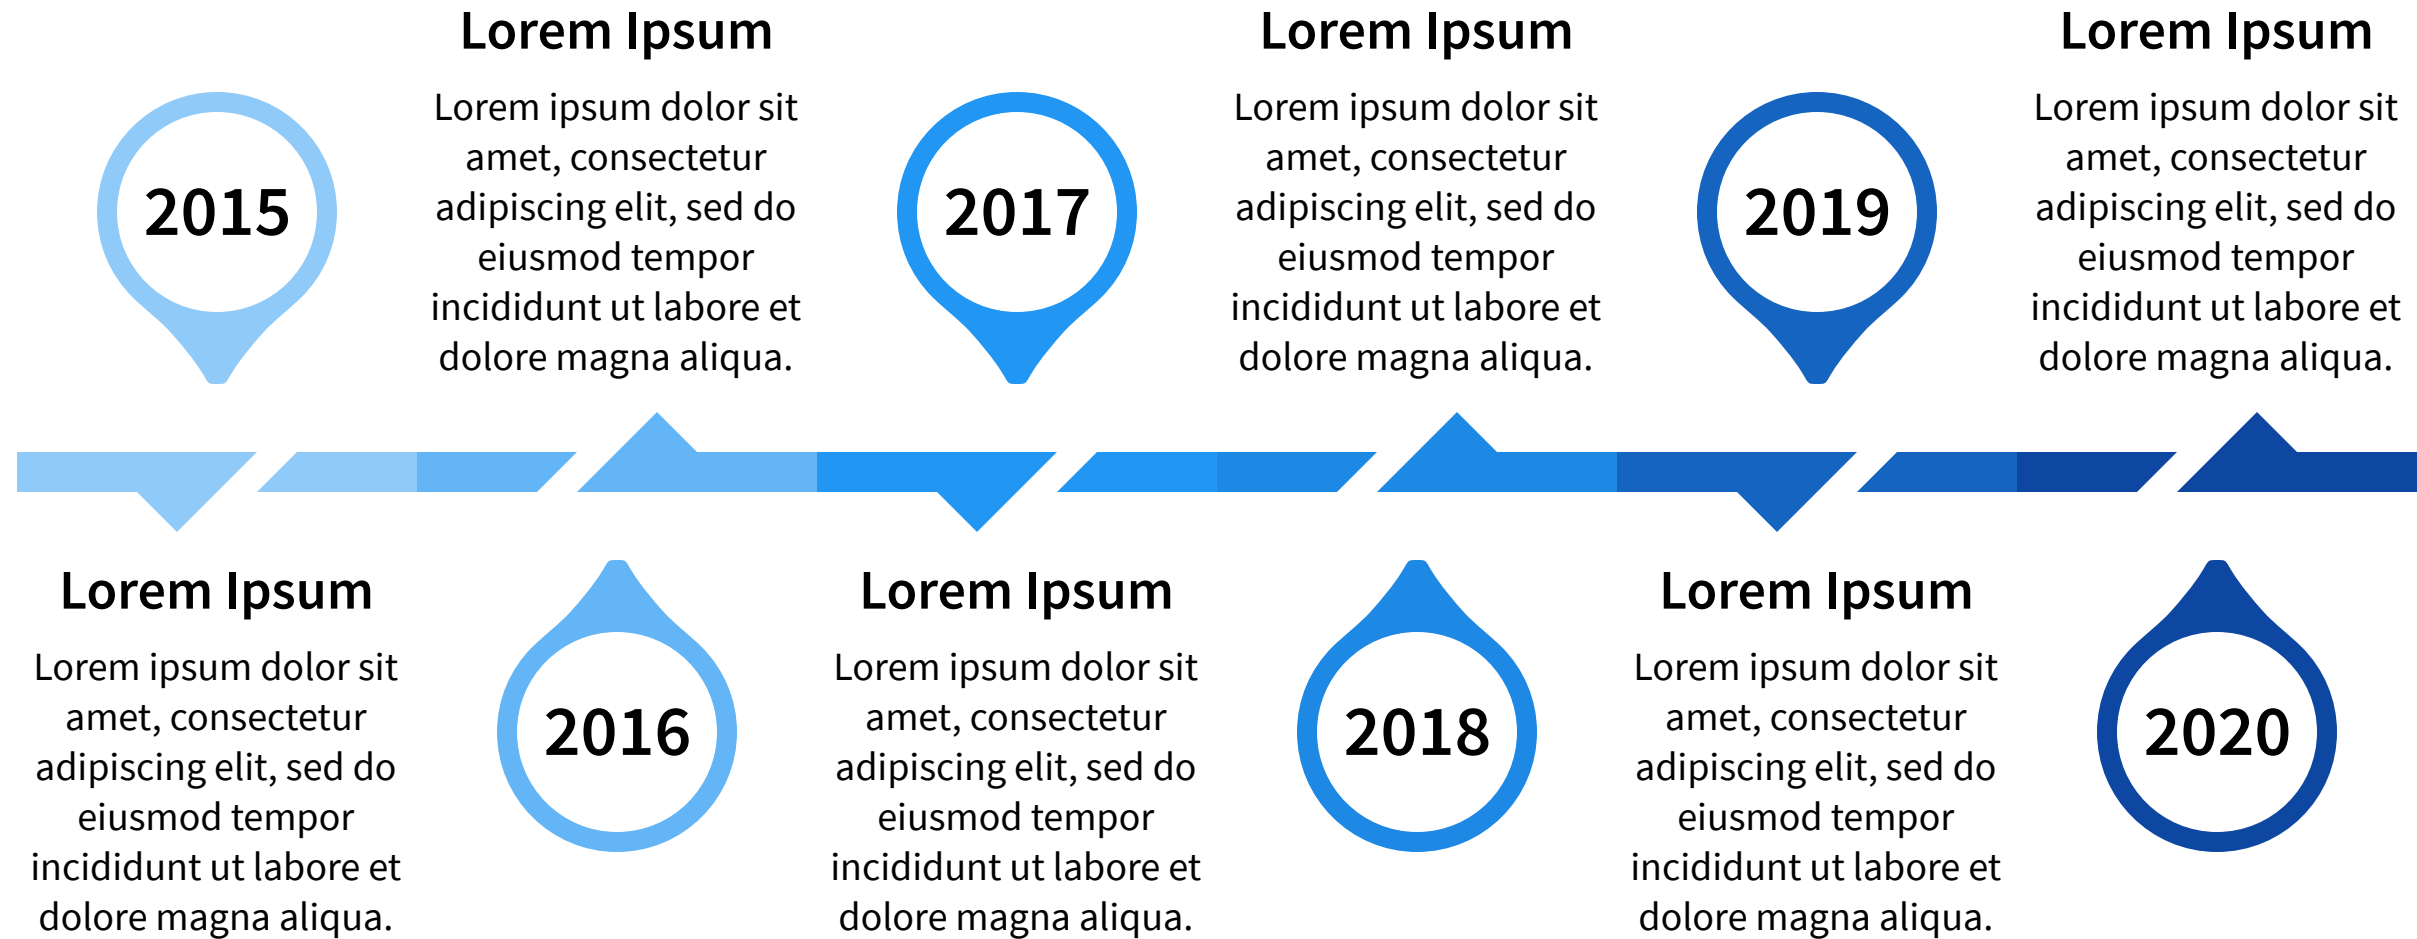 2015
Lorem Ipsum
Lorem ipsum dolor sit
amet, consectetur
adipiscing elit, sed do
eiusmod tempor
incididunt ut labore et
dolore magna aliqua.
Lorem Ipsum
Lorem ipsum dolor sit
amet, consectetur
adipiscing elit, sed do
eiusmod tempor
incididunt ut labore et
dolore magna aliqua.
2016
2017
Lorem Ipsum
Lorem ipsum dolor sit
amet, consectetur
adipiscing elit, sed do
eiusmod tempor
incididunt ut labore et
dolore magna aliqua.
Lorem Ipsum
Lorem ipsum dolor sit
amet, consectetur
adipiscing elit, sed do
eiusmod tempor
incididunt ut labore et
dolore magna aliqua.
2018
2019
Lorem Ipsum
Lorem ipsum dolor sit
amet, consectetur
adipiscing elit, sed do
eiusmod tempor
incididunt ut labore et
dolore magna aliqua.
Lorem Ipsum
Lorem ipsum dolor sit
amet, consectetur
adipiscing elit, sed do
eiusmod tempor
incididunt ut labore et
dolore magna aliqua.
2020